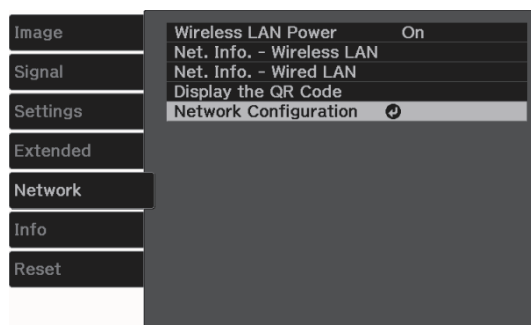 Image
Signal
Settings
Extended
Network
Info
Reset
Wireless LAN Power On
Net. Info. - Wireless LAN
Net. Info. - Wired LAN
Display the QR Code
Network Configuration